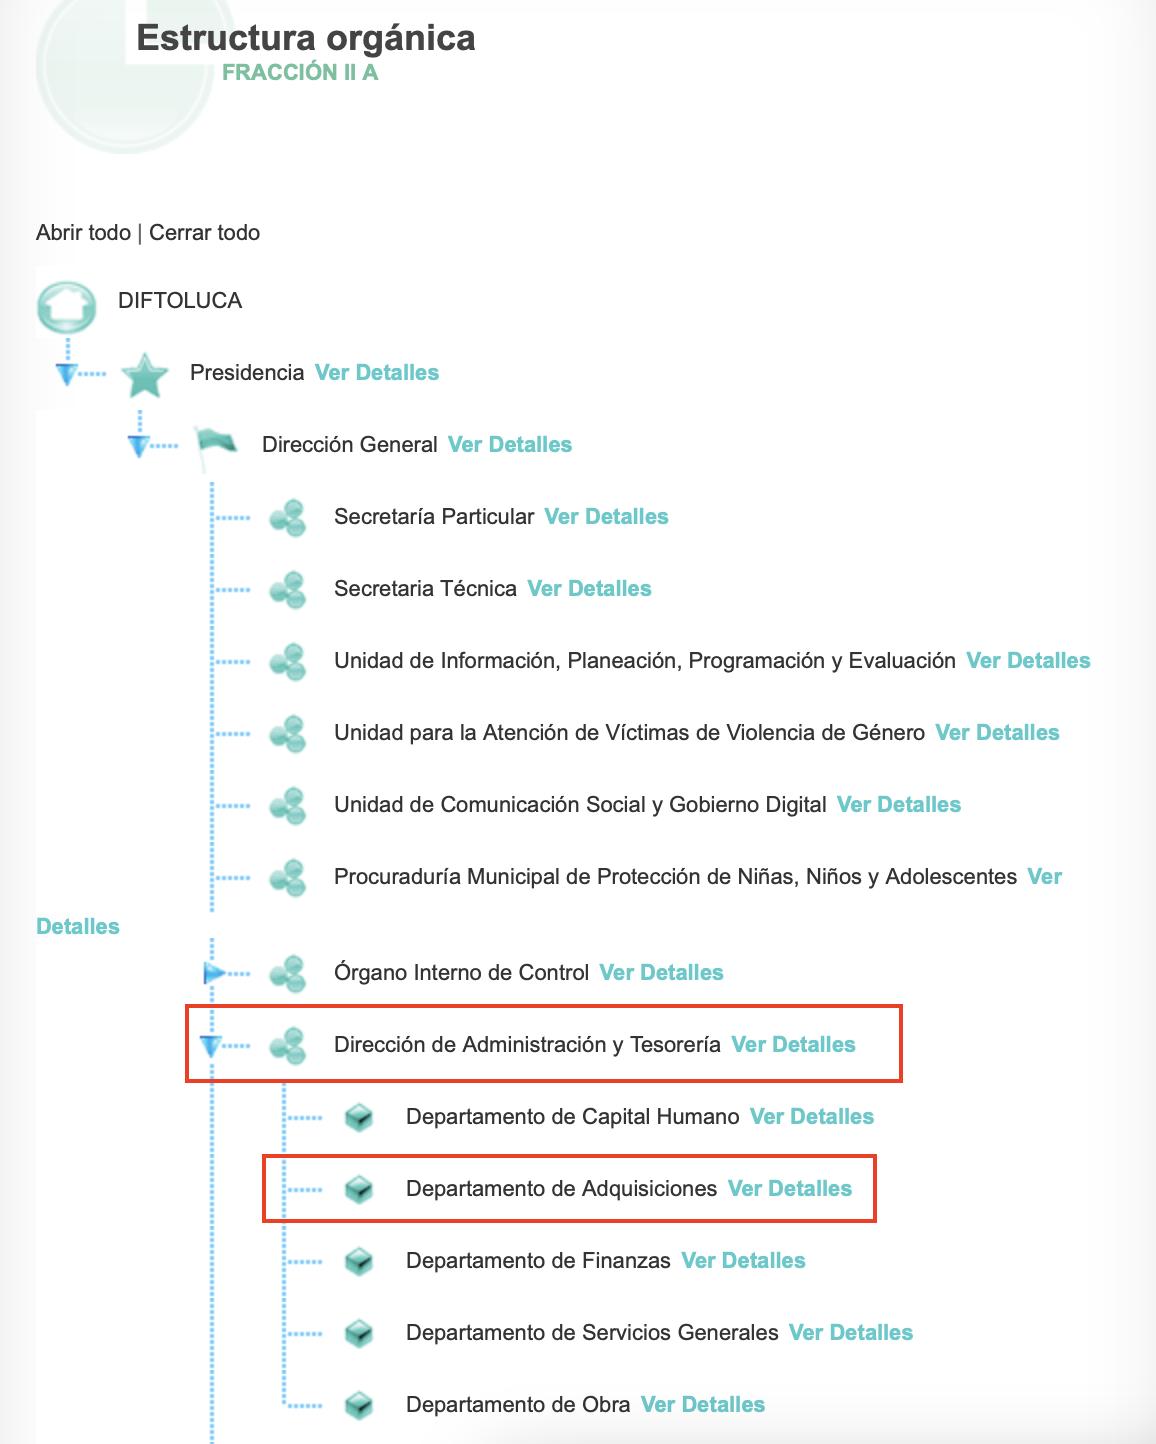 Estructura orgánica
FRACCIÓN II A
Abrir todo | Cerrar todo
DIFTOLUCA
Presidencia Ver Detalles
Dirección General Ver Detalles
Secretaría Particular Ver Detalles
Secretaria Técnica Ver Detalles
Unidad de Información, Planeación, Programación y Evaluación Ver Detalles
Unidad para la Atención de Víctimas de Violencia de Género Ver Detalles
Unidad de Comunicación Social y Gobierno Digital Ver Detalles
Procuraduría Municipal de Protección de Niñas, Niños y Adolescentes Ver
Detalles
Órgano Interno de Control Ver Detalles
Dirección de Administración y Tesorería Ver Detalles
Departamento de Capital Humano Ver Detalles
Departamento de Adquisiciones Ver Detalles
Departamento de Finanzas Ver Detalles
Departamento de Servicios Generales Ver Detalles
Departamento de Obra Ver Detalles